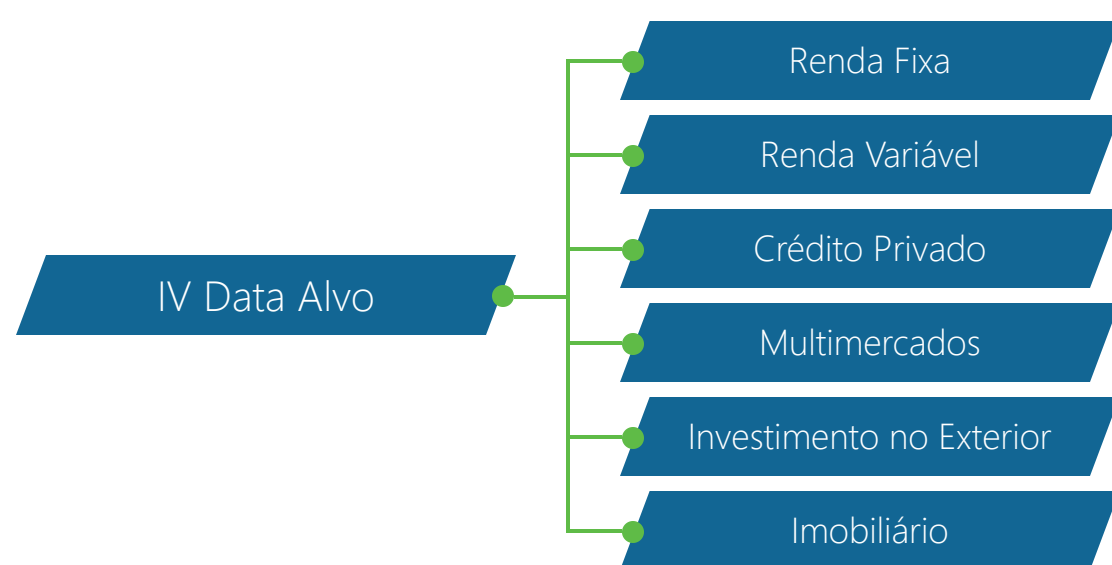 Renda Fixa
Renda Variável
Crédito Privado
IV Data Alvo
Multimercados
Investimento no Exterior
Imobiliário